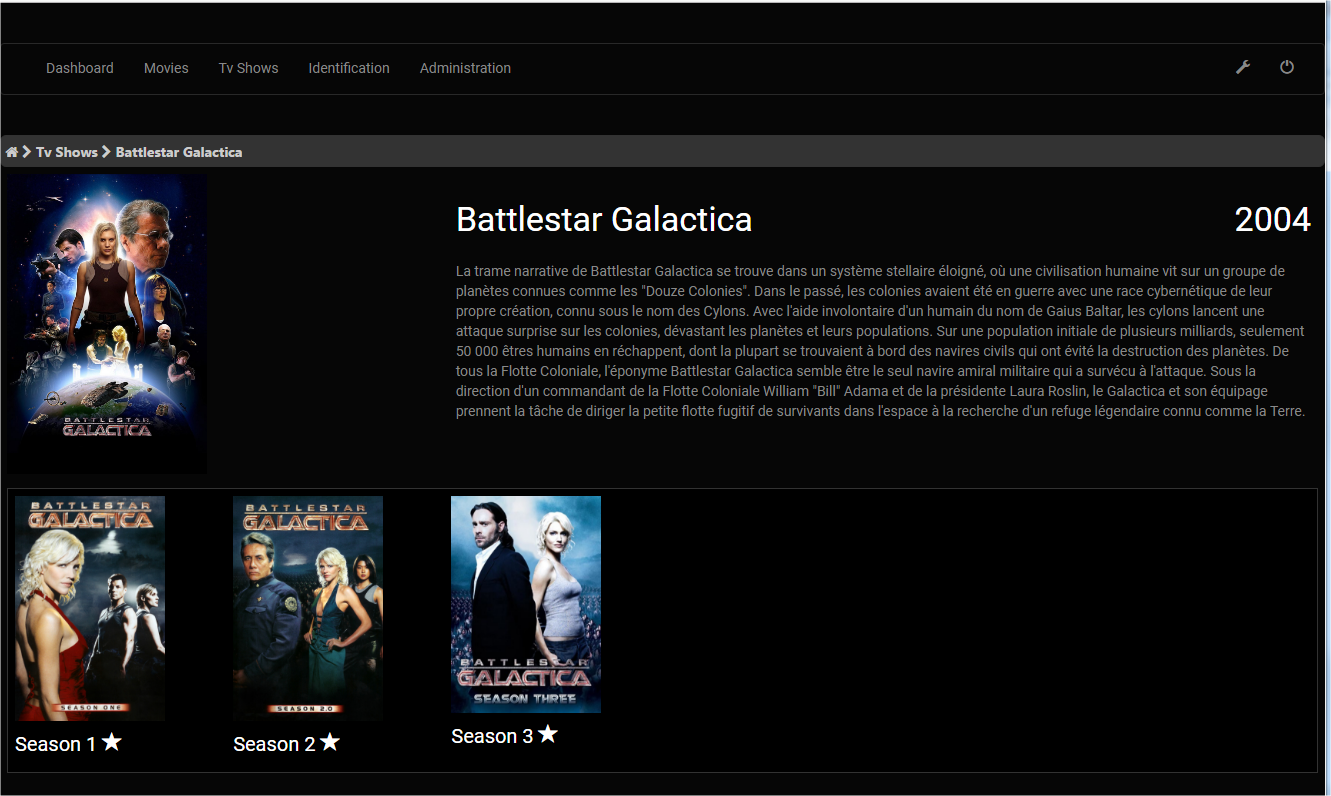 Dashboard Movies Tv Shows Identification Administration
Tv Shows Battlestar Galactica
BATTLESTAR
GALACTICA
Battlestar Galactica 2004
La trame narrative de Battlestar Galactica se trouve dans un système stellaire éloigné, où une civilisation humaine vit sur un groupe de
planètes connues comme les "Douze Colonies". Dans le passé, les colonies avaient été en guerre avec une race cybernétique de leur
propre création, connu sous le nom des Cylons. Avec l'aide involontaire d'un humain du nom de Gaius Baltar, les cylons lancent une
attaque surprise sur les colonies, dévastant les planètes et leurs populations. Sur une population initiale de plusieurs milliards, seulement
50 000 êtres humains en réchappent, dont la plupart se trouvaient à bord des navires civils qui ont évité la destruction des planètes. De
tous la Flotte Coloniale, l'éponyme Battlestar Galactica semble être le seul navire amiral militaire qui a survécu à l'attaque. Sous la
direction d'un commandant de la Flotte Coloniale William "Bill" Adama et de la présidente Laura Roslin, le Galactica et son équipage
prennent la tâche de diriger la petite flotte fugitif de survivants dans l'espace à la recherche d'un refuge légendaire connu comme la Terre.
BATTLESTAR
GALACTICA
SEASON ONE
Season 1
BATTLESTAR
GALACTICA
SEASON 2.0
Season 2
BATTLESTAR
GALACTICA
SEASON THREE
Season 3